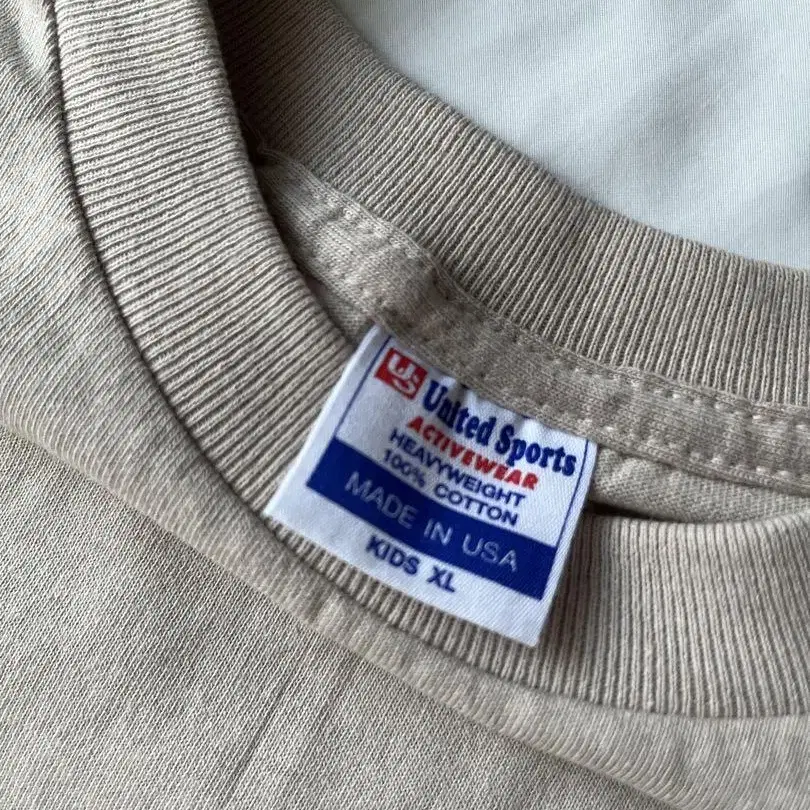 US
United Sports
ACTIVEWEAR
HEAVYWEIGHT
100% COTTON
MADE IN USA
KIDS XL